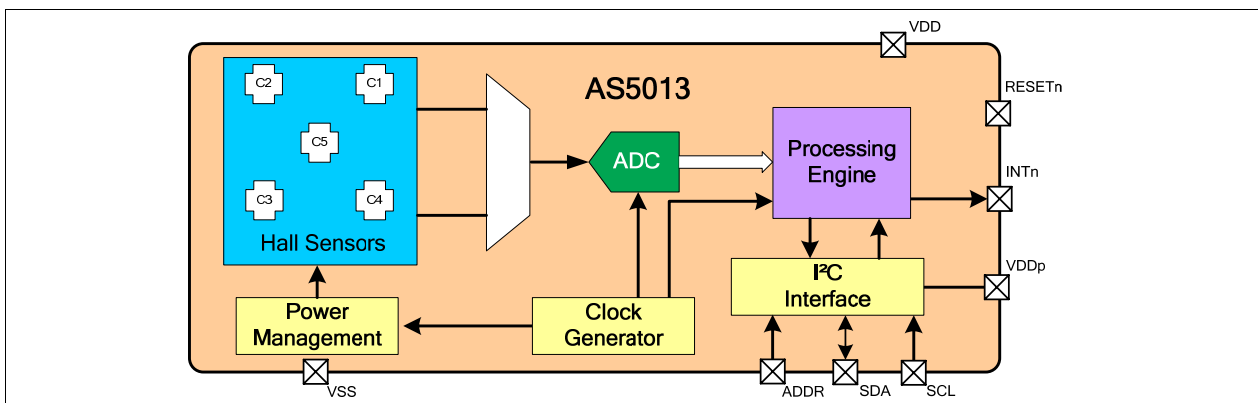 VDD
AS5013
C2
C1
RESETn
C5
ADC
Processing
Engine
INTn
C3
C4
Hall Sensors
I²C
Interface
VDDp
Power
Management
Clock
Generator
VSS
ADDR
SDA
SCL